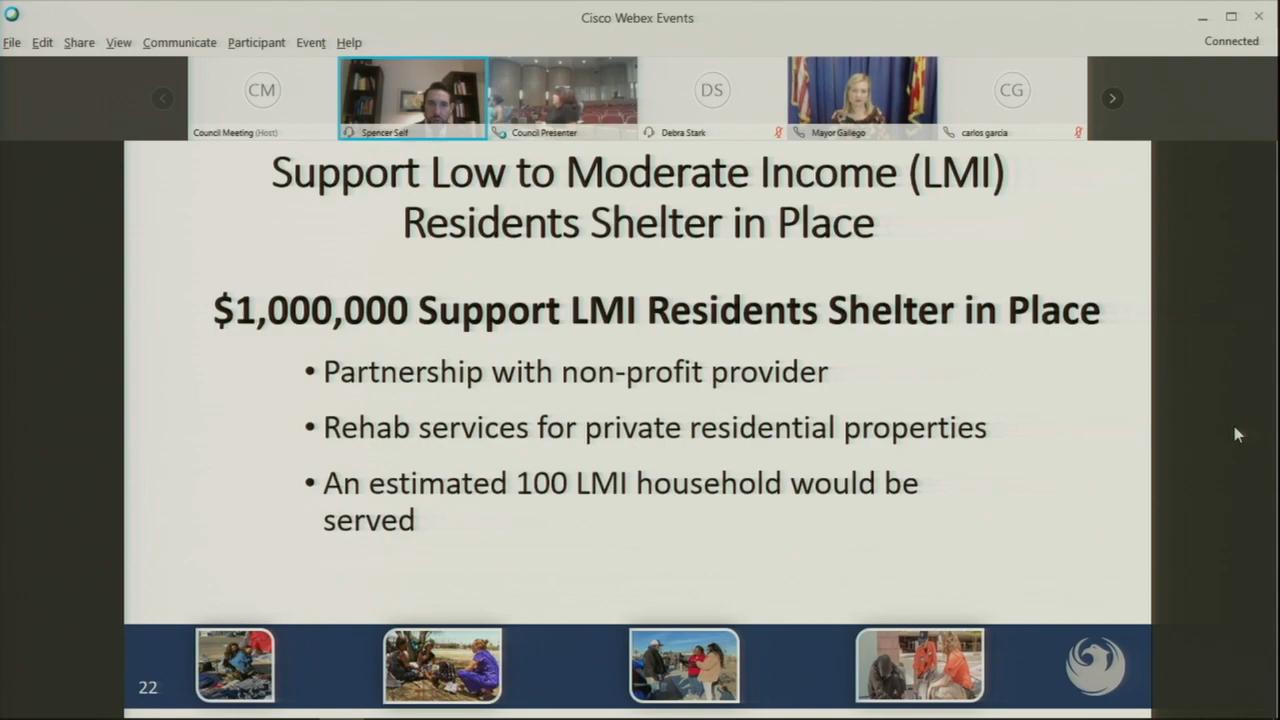 Cisco Webex Events
File Edit Share View Communicate Participant Event Help
Connected
CM
DS
CG
Council Meeting (Host)
Spencer Self
Council Presenter
Debra Stark
Mayor Gallego
carlos garcia
Support Low to Moderate Income (LMI)
Residents Shelter in Place
$1,000,000 Support LMI Residents Shelter in Place
• Partnership with non-profit provider
• Rehab services for private residential properties
• An estimated 100 LMI household would be
served
22